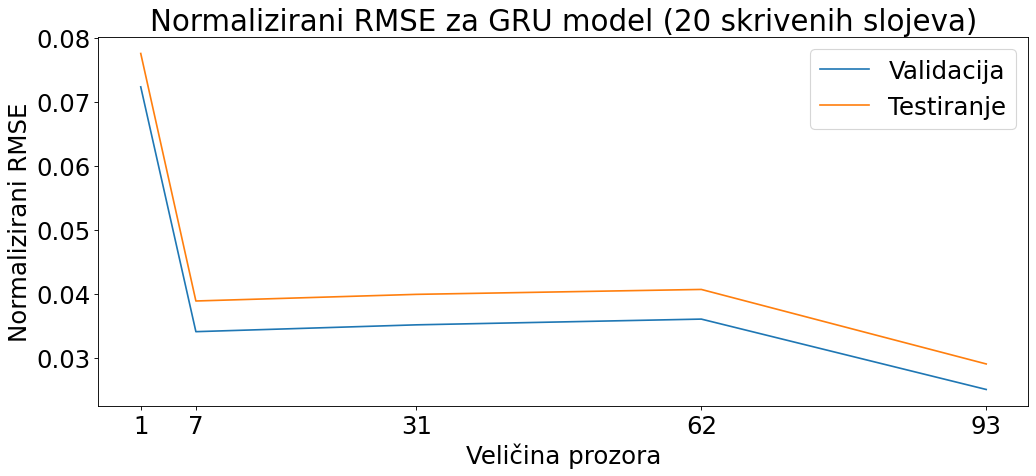 Normalizirani RMSE za GRU model (20 skrivenih slojeva)
Normalizirani RMSE
0.08
0.07
0.06
0.05
0.04
0.03
Validacija
Testiranje
1 7 31 62 93
Veličina prozora